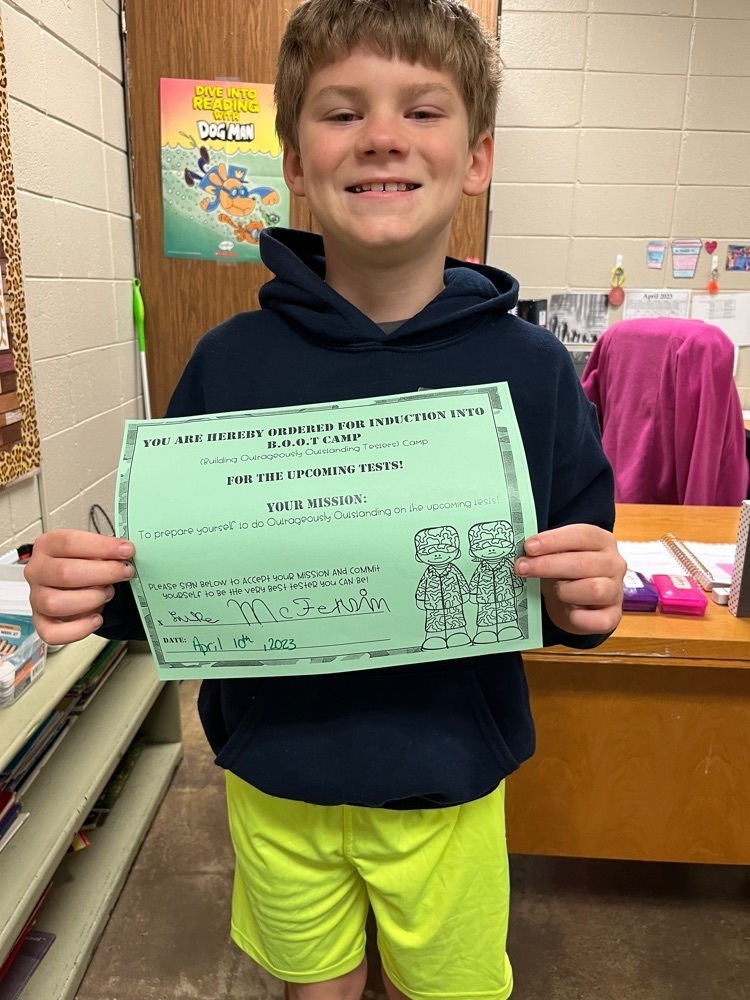 DIVE INTO
READING
WITH
DOG MAN
April 2023
YOU ARE HEREBY ORDERED FOR INDUCTION INTO
B.O.O.T CAMP
(Building Outrageously Outstanding Testers) Camp
FOR THE UPCOMING TESTS!
YOUR MISSION:
To prepare yourself to do Outrageously Outstanding on the upcoming tests!
PLEASE SIGN BELOW TO ACCEPT YOUR MISSION AND COMMIT
YOURSELF TO BE THE VERY BEST TESTER YOU CAN BE!
x Luke
DATE: April 10th, 2023